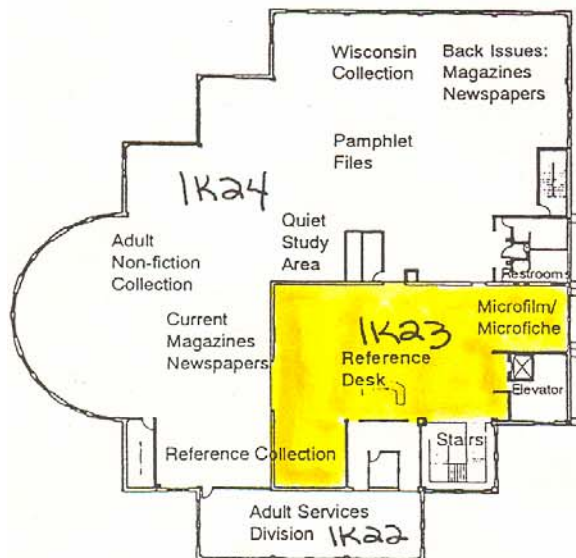 Wisconsin
Collection
Back Issues:
Magazines
Newspapers
Pamphlet
Files
1K24
Quiet
Study
Area
Adult
Non-fiction
Collection
Restrooms
Microfilm/
Microfiche
Current
Magazines
Newspapers
1K23
Reference
Desk
Elevator
Stairs
Reference Collection
Adult Services
Division
1K22